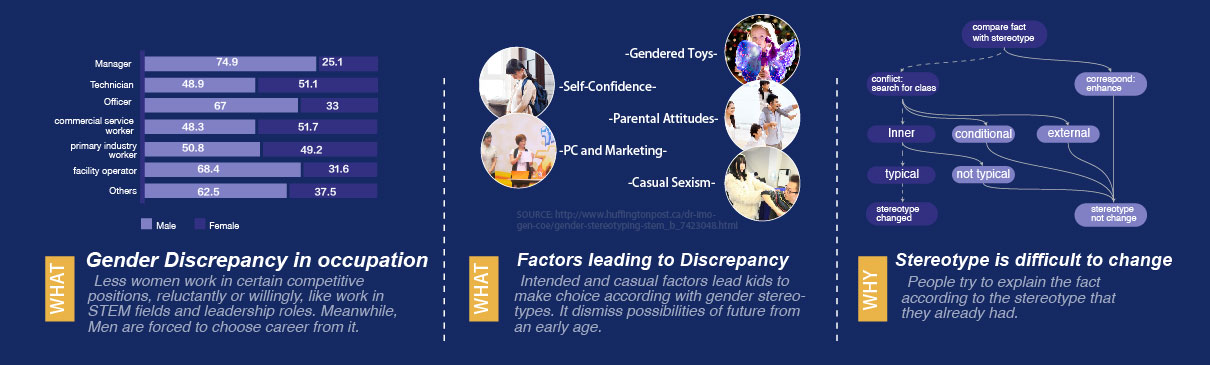 Manager 74.9 25.1
Technician 48.9 51.1
Officer 67 33
commercial service
worker 48.3 51.7
primary industry
worker 50.8 49.2
facility operator 68.4 31.6
Others 62.5 37.5
Male Female
WHAT
Gender Discrepancy in occupation
Less women work in certain competitive
positions, reluctantly or willingly, like work in
STEM fields and leadership roles. Meanwhile,
Men are forced to choose career from it.
-Gendered Toys-
-Self-Confidence-
-Parental Attitudes-
-PC and Marketing-
-Casual Sexism-
SOURCE: http://www.huffingtonpost.ca/dr-imo-
gen-coe/gender-stereotyping-stem_b_7423048.html
WHAT
Factors leading to Discrepancy
Intended and casual factors lead kids to
make choice according with gender stereo-
types. It dismiss possibilities of future from
an early age.
compare fact
with stereotype
conflict:
search for class
correspond:
enhance
Inner
conditional
external
typical
not typical
stereotype
changed
stereotype
not change
WHY
Stereotype is difficult to change
People try to explain the fact
according to the stereotype that
they already had.